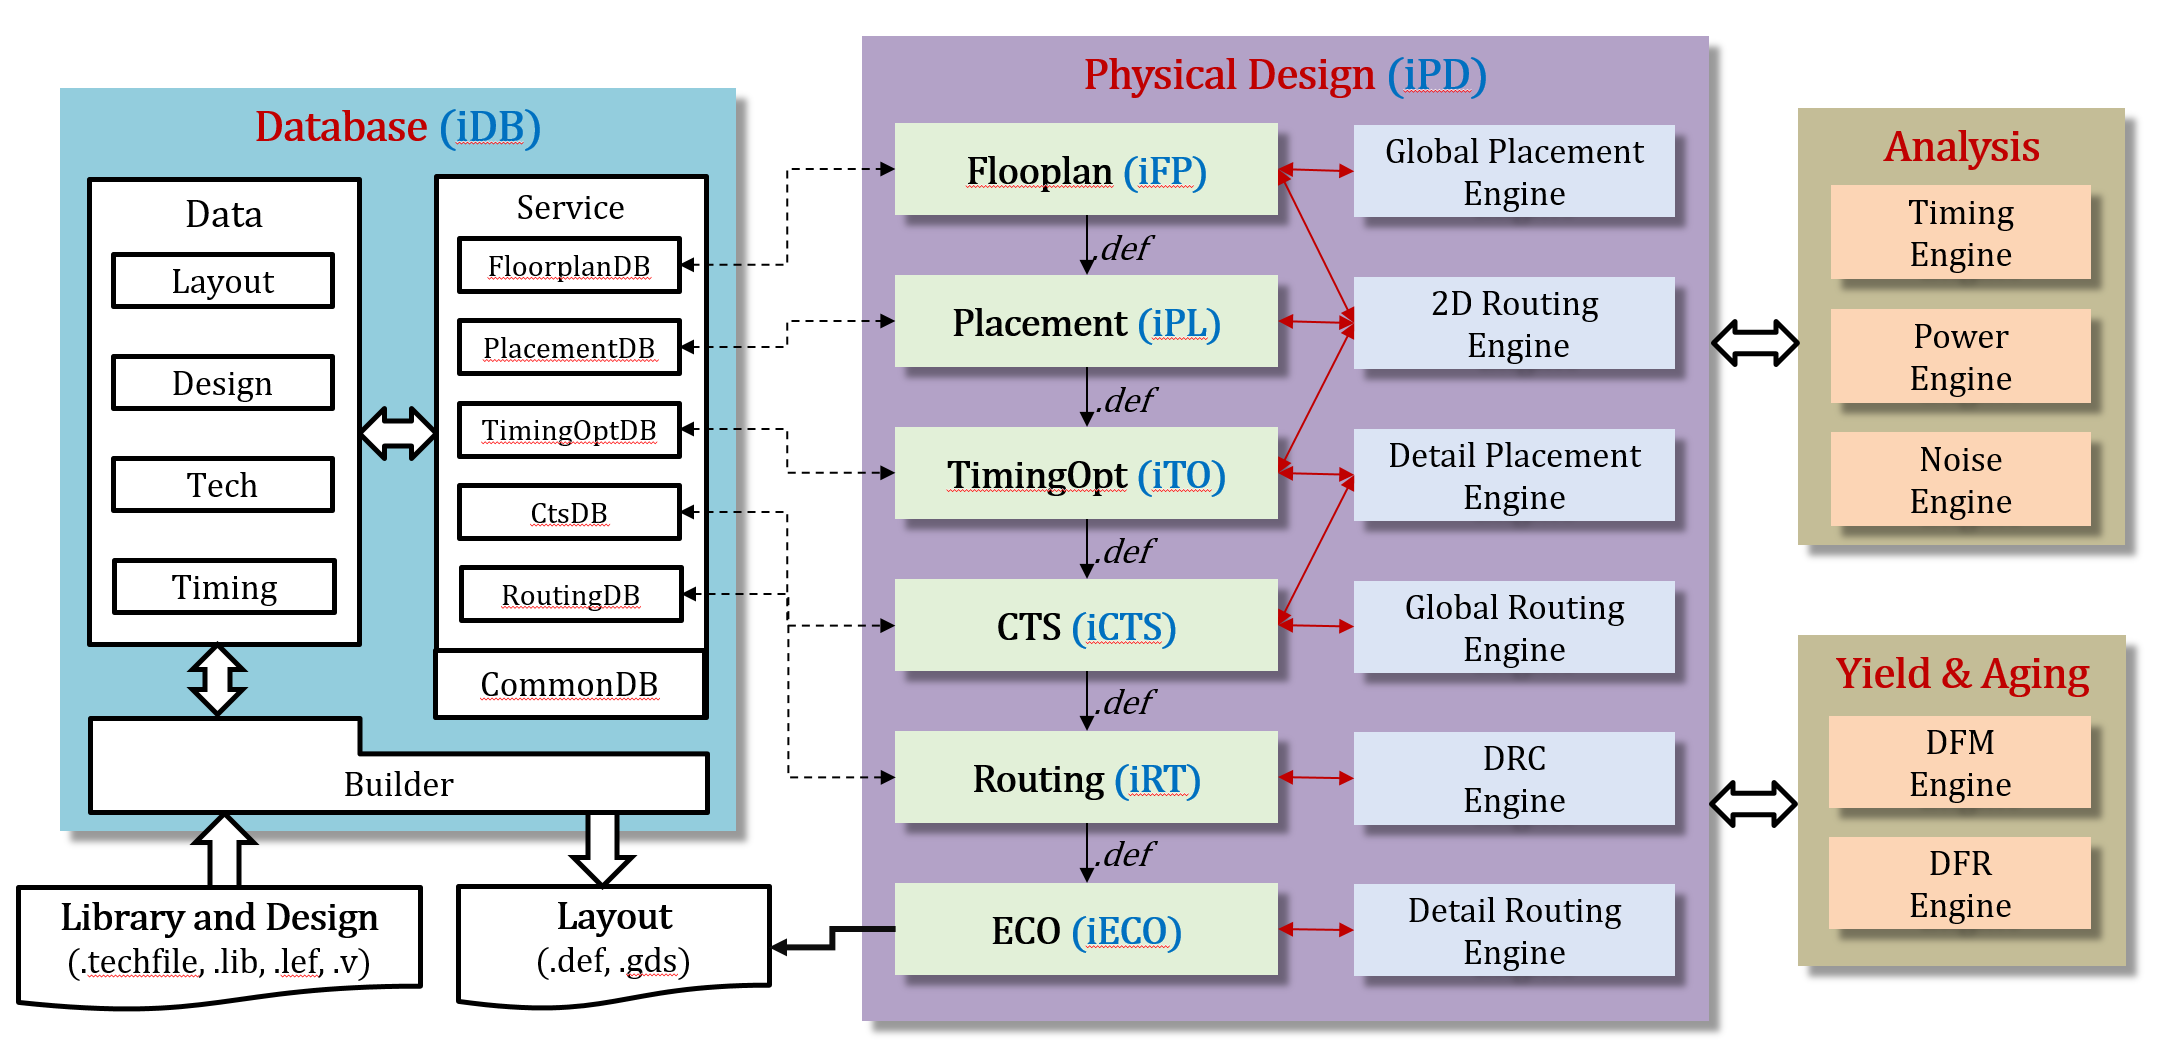 Database (iDB)
Data
Layout
Design
Tech
Timing
Service
FloorplanDB
PlacementDB
TimingOptDB
CtsDB
RoutingDB
CommonDB
Builder
Library and Design
(.techfile, .lib, .lef, .v)
Layout
(.def, .gds)
Physical Design (iPD)
Flooplan (iFP)
.def
Placement (iPL)
.def
TimingOpt (iTO)
.def
CTS (iCTS)
.def
Routing (iRT)
.def
ECO (iECO)
Global Placement
Engine
2D Routing
Engine
Detail Placement
Engine
Global Routing
Engine
DRC
Engine
Detail Routing
Engine
Analysis
Timing
Engine
Power
Engine
Noise
Engine
Yield & Aging
DFM
Engine
DFR
Engine